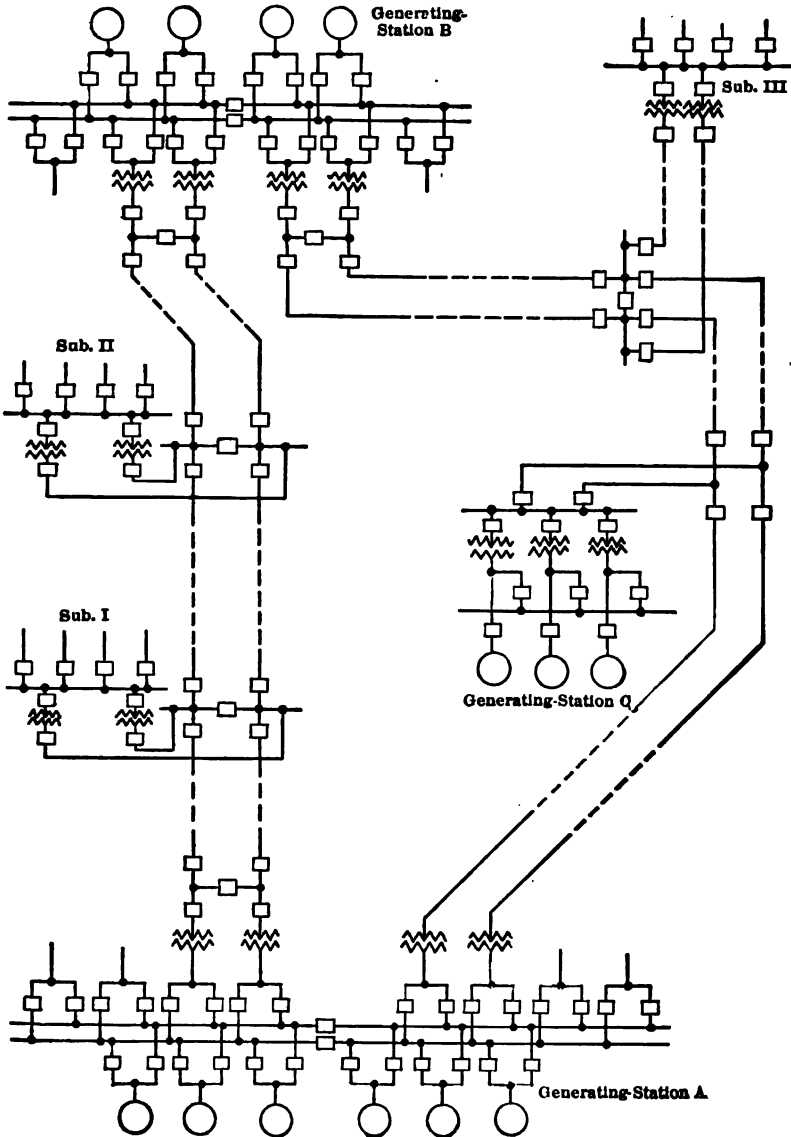 Generating-
Station B
Sub. III
Sub. II
Sub. I
Generating-Station C
Generating-Station A